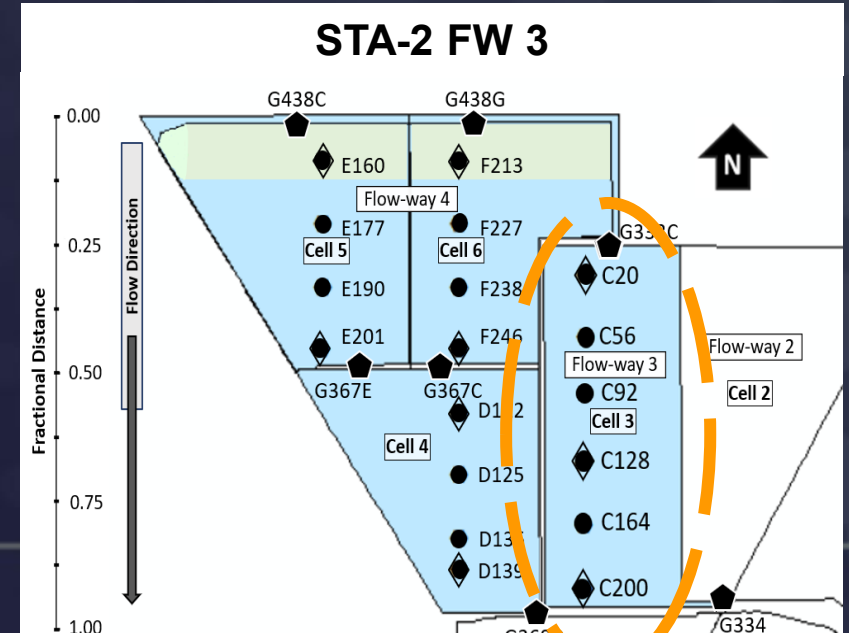 STA-2 FW 3
G438C
G438G
0.00
E160
F213
N
Flow-way 4
E177
F227
Cell 5
Cell 6
0.25
C20
E190
F238
E201
F246
C56
Flow-way 3
Flow-way 2
0.50
G367E
G367C
C92
Cell 2
Cell 3
Cell 4
C128
D125
0.75
C164
D139
C200
G334
1.00
Fractional Distance
Flow Direction